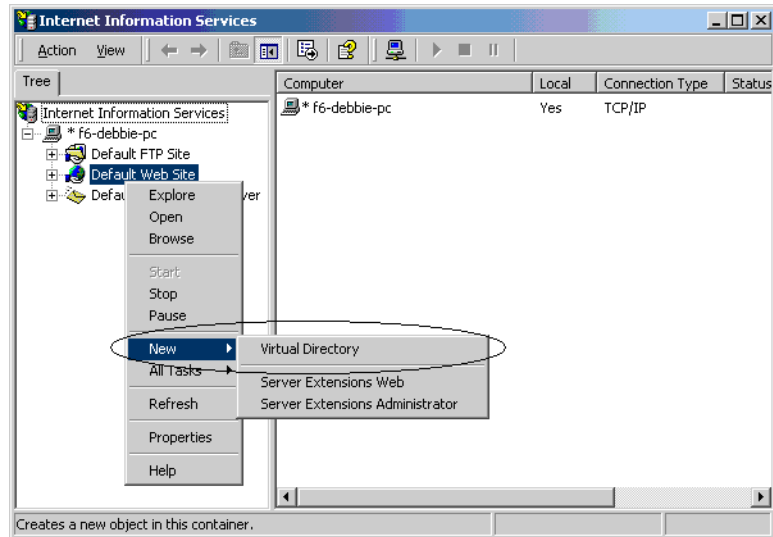 Internet Information Services
Action View
Tree
Computer Local Connection Type Status
Internet Information Services
* f6-debbie-pc
Default FTP Site
Default Web Site
Defau ver
* f6-debbie-pc Yes TCP/IP
Explore
Open
Browse
Start
Stop
Pause
New
All Tasks
Refresh
Properties
Help
Virtual Directory
Server Extensions Web
Server Extensions Administrator
Creates a new object in this container.